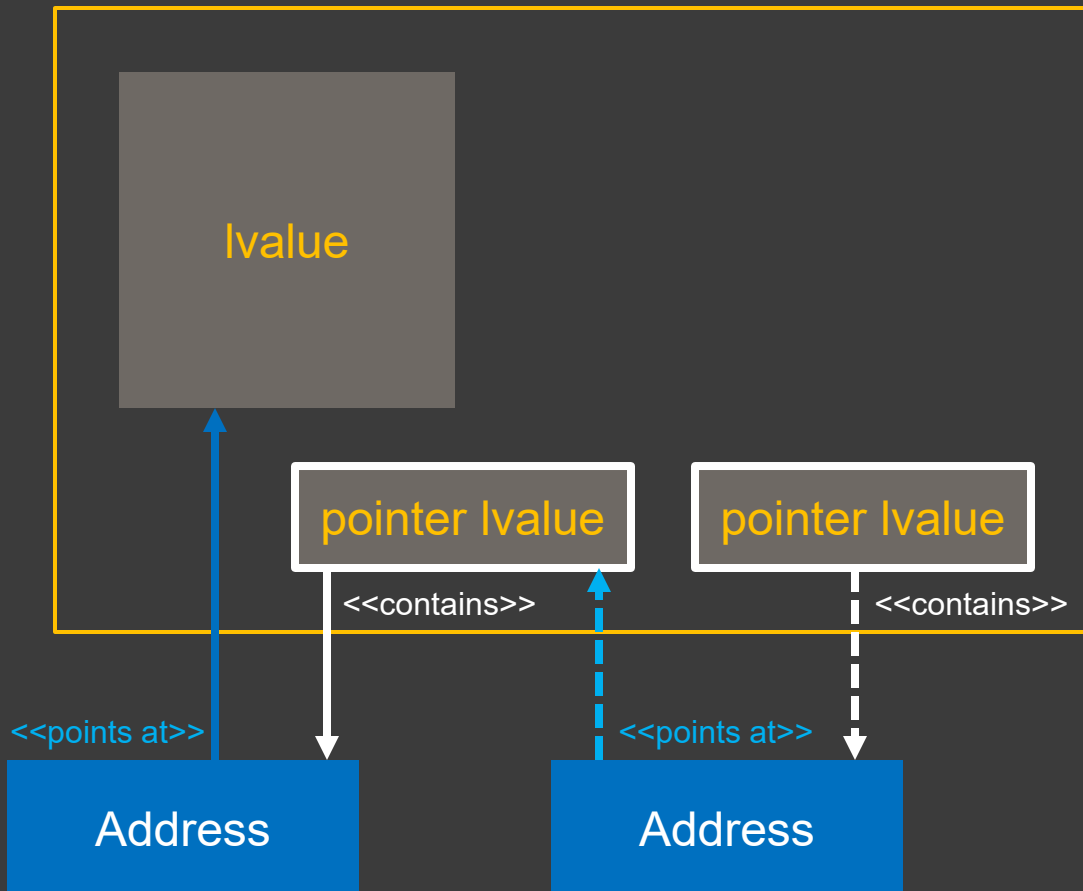 lvalue
pointer lvalue
pointer lvalue
<<contains>>
<<contains>>
<<points at>>
<<points at>>
Address
Address